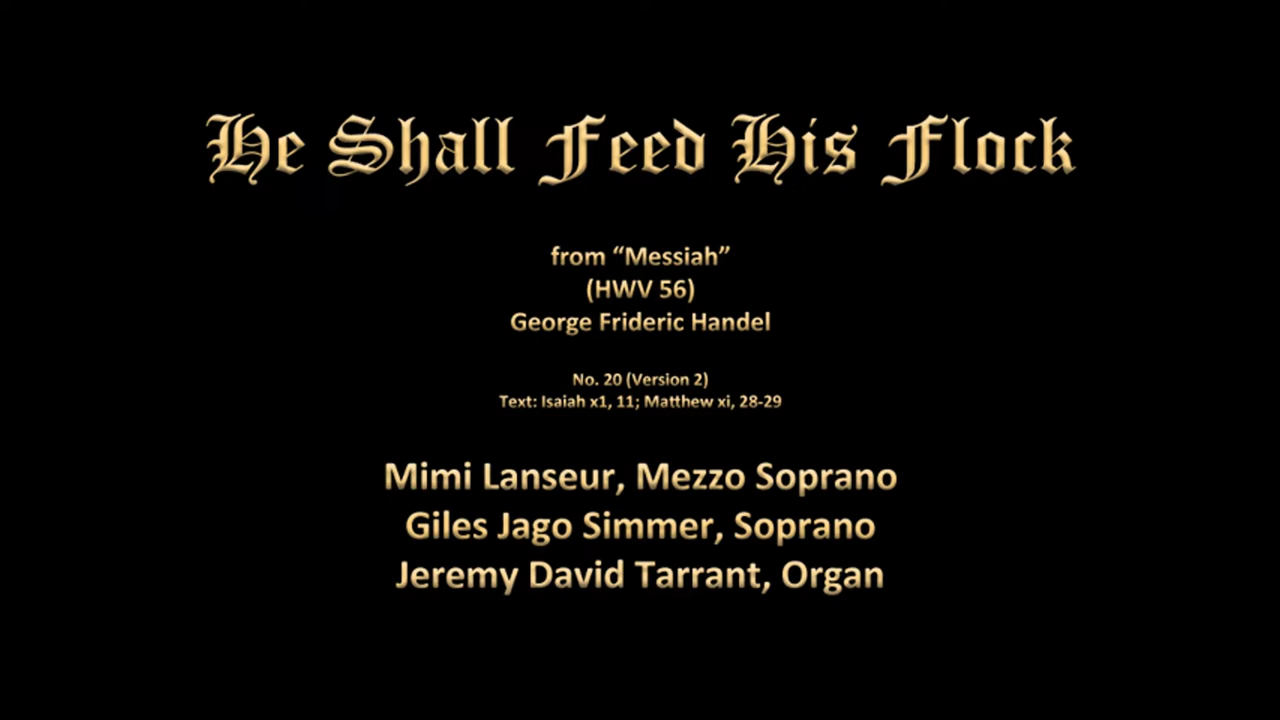 He Shall Feed His Flock
from “Messiah”
(HWV 56)
George Frideric Handel
No. 20 (Version 2)
Text: Isaiah x1, 11; Matthew xi, 28-29
Mimi Lanseur, Mezzo Soprano
Giles Jago Simmer, Soprano
Jeremy David Tarrant, Organ